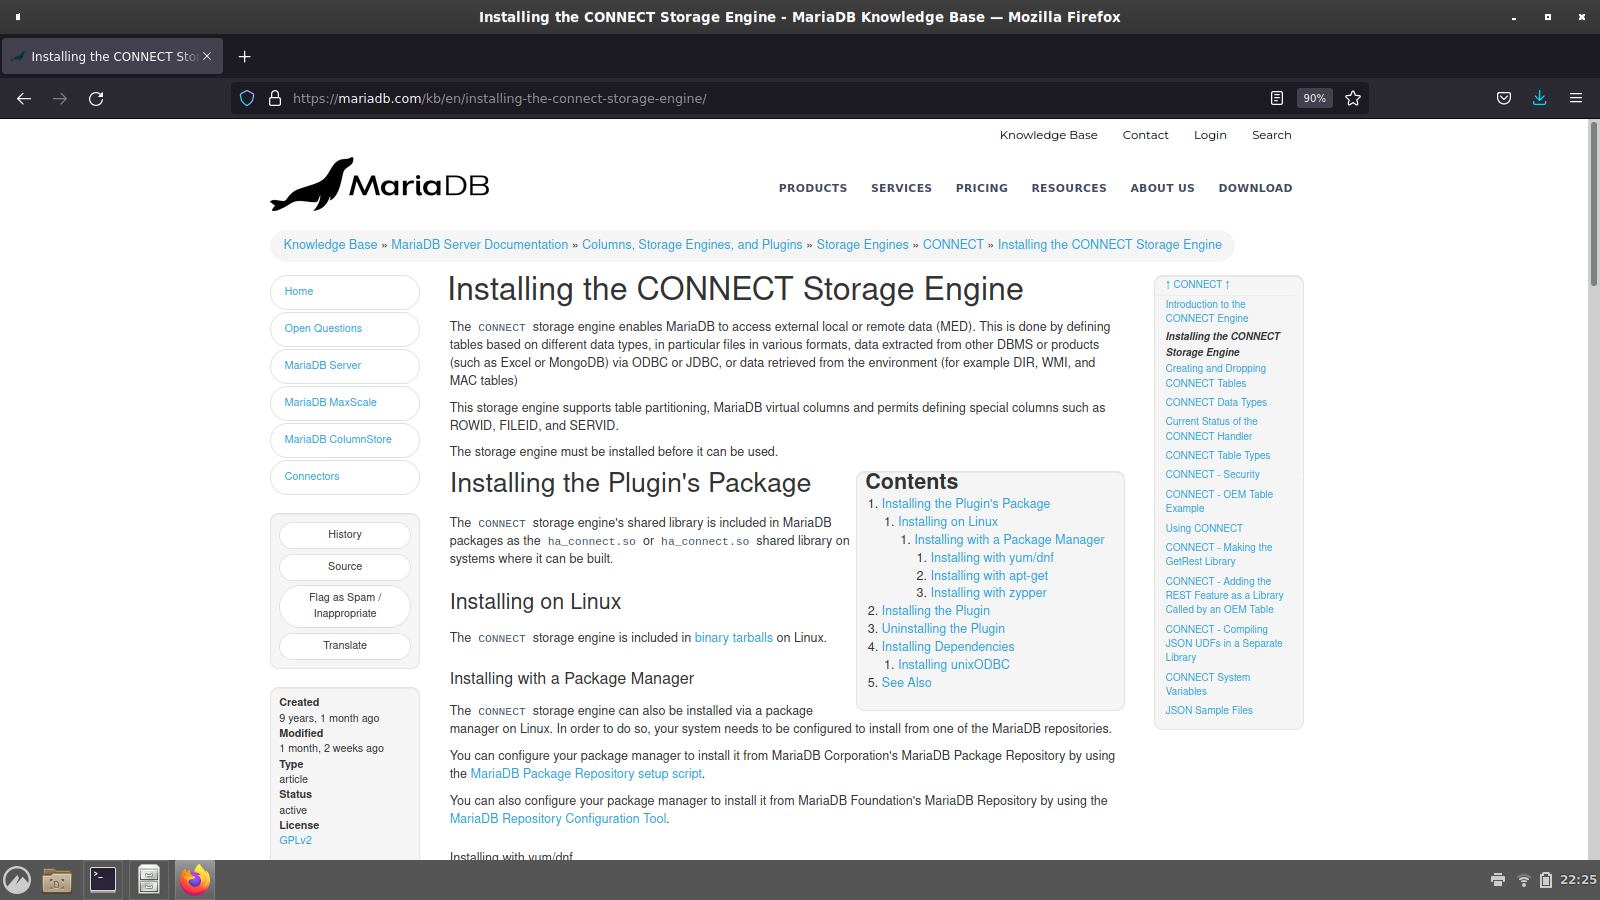 Installing the CONNECT Storage Engine - MariaDB Knowledge Base — Mozilla Firefox
Installing the CONNECT Stor
https://mariadb.com/kb/en/installing-the-connect-storage-engine/
90%
Knowledge Base
Contact
Login
Search
MariaDB
PRODUCTS
SERVICES
PRICING
RESOURCES
ABOUT US
DOWNLOAD
Knowledge Base » MariaDB Server Documentation » Columns, Storage Engines, and Plugins » Storage Engines » CONNECT » Installing the CONNECT Storage Engine
Home
Open Questions
MariaDB Server
MariaDB MaxScale
MariaDB ColumnStore
Connectors
History
Source
Flag as Spam /
Inappropriate
Translate
Created
9 years, 1 month ago
Modified
1 month, 2 weeks ago
Type
article
Status
active
License
GPLv2
Installing the CONNECT Storage Engine
The CONNECT storage engine enables MariaDB to access external local or remote data (MED). This is done by defining
tables based on different data types, in particular files in various formats, data extracted from other DBMS or products
(such as Excel or MongoDB) via ODBC or JDBC, or data retrieved from the environment (for example DIR, WMI, and
MAC tables)
This storage engine supports table partitioning, MariaDB virtual columns and permits defining special columns such as
ROWID, FILEID, and SERVID.
The storage engine must be installed before it can be used.
Installing the Plugin's Package
The CONNECT storage engine's shared library is included in MariaDB
packages as the ha_connect.so or ha_connect.so shared library on
systems where it can be built.
Installing on Linux
The CONNECT storage engine is included in binary tarballs on Linux.
Installing with a Package Manager
The CONNECT storage engine can also be installed via a package
manager on Linux. In order to do so, your system needs to be configured to install from one of the MariaDB repositories.
You can configure your package manager to install it from MariaDB Corporation's MariaDB Package Repository by using
the MariaDB Package Repository setup script.
You can also configure your package manager to install it from MariaDB Foundation's MariaDB Repository by using the
MariaDB Repository Configuration Tool.
Installing with yum/dnf
Contents
1. Installing the Plugin's Package
1. Installing on Linux
1. Installing with a Package Manager
1. Installing with yum/dnf
2. Installing with apt-get
3. Installing with zypper
2. Installing the Plugin
3. Uninstalling the Plugin
4. Installing Dependencies
1. Installing unixODBC
5. See Also
↑ CONNECT ↑
Introduction to the
CONNECT Engine
Installing the CONNECT
Storage Engine
Creating and Dropping
CONNECT Tables
CONNECT Data Types
Current Status of the
CONNECT Handler
CONNECT Table Types
CONNECT - Security
CONNECT - OEM Table
Example
Using CONNECT
CONNECT - Making the
GetRest Library
CONNECT - Adding the
REST Feature as a Library
Called by an OEM Table
CONNECT - Compiling
JSON UDFs in a Separate
Library
CONNECT System
Variables
JSON Sample Files
22:25